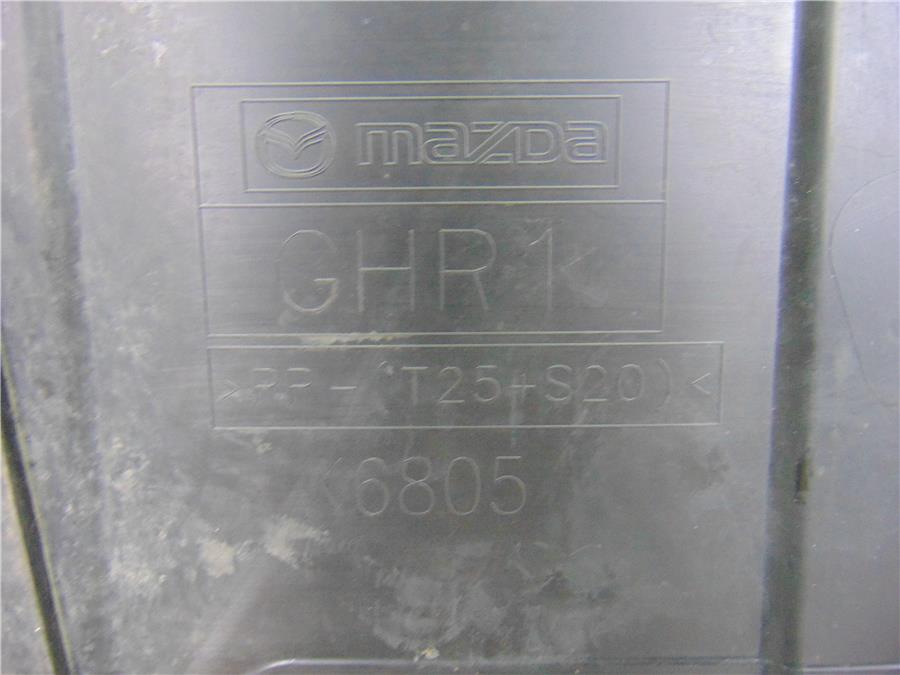 mazda
GHR1
>PP-(T25+S20)<
K6805